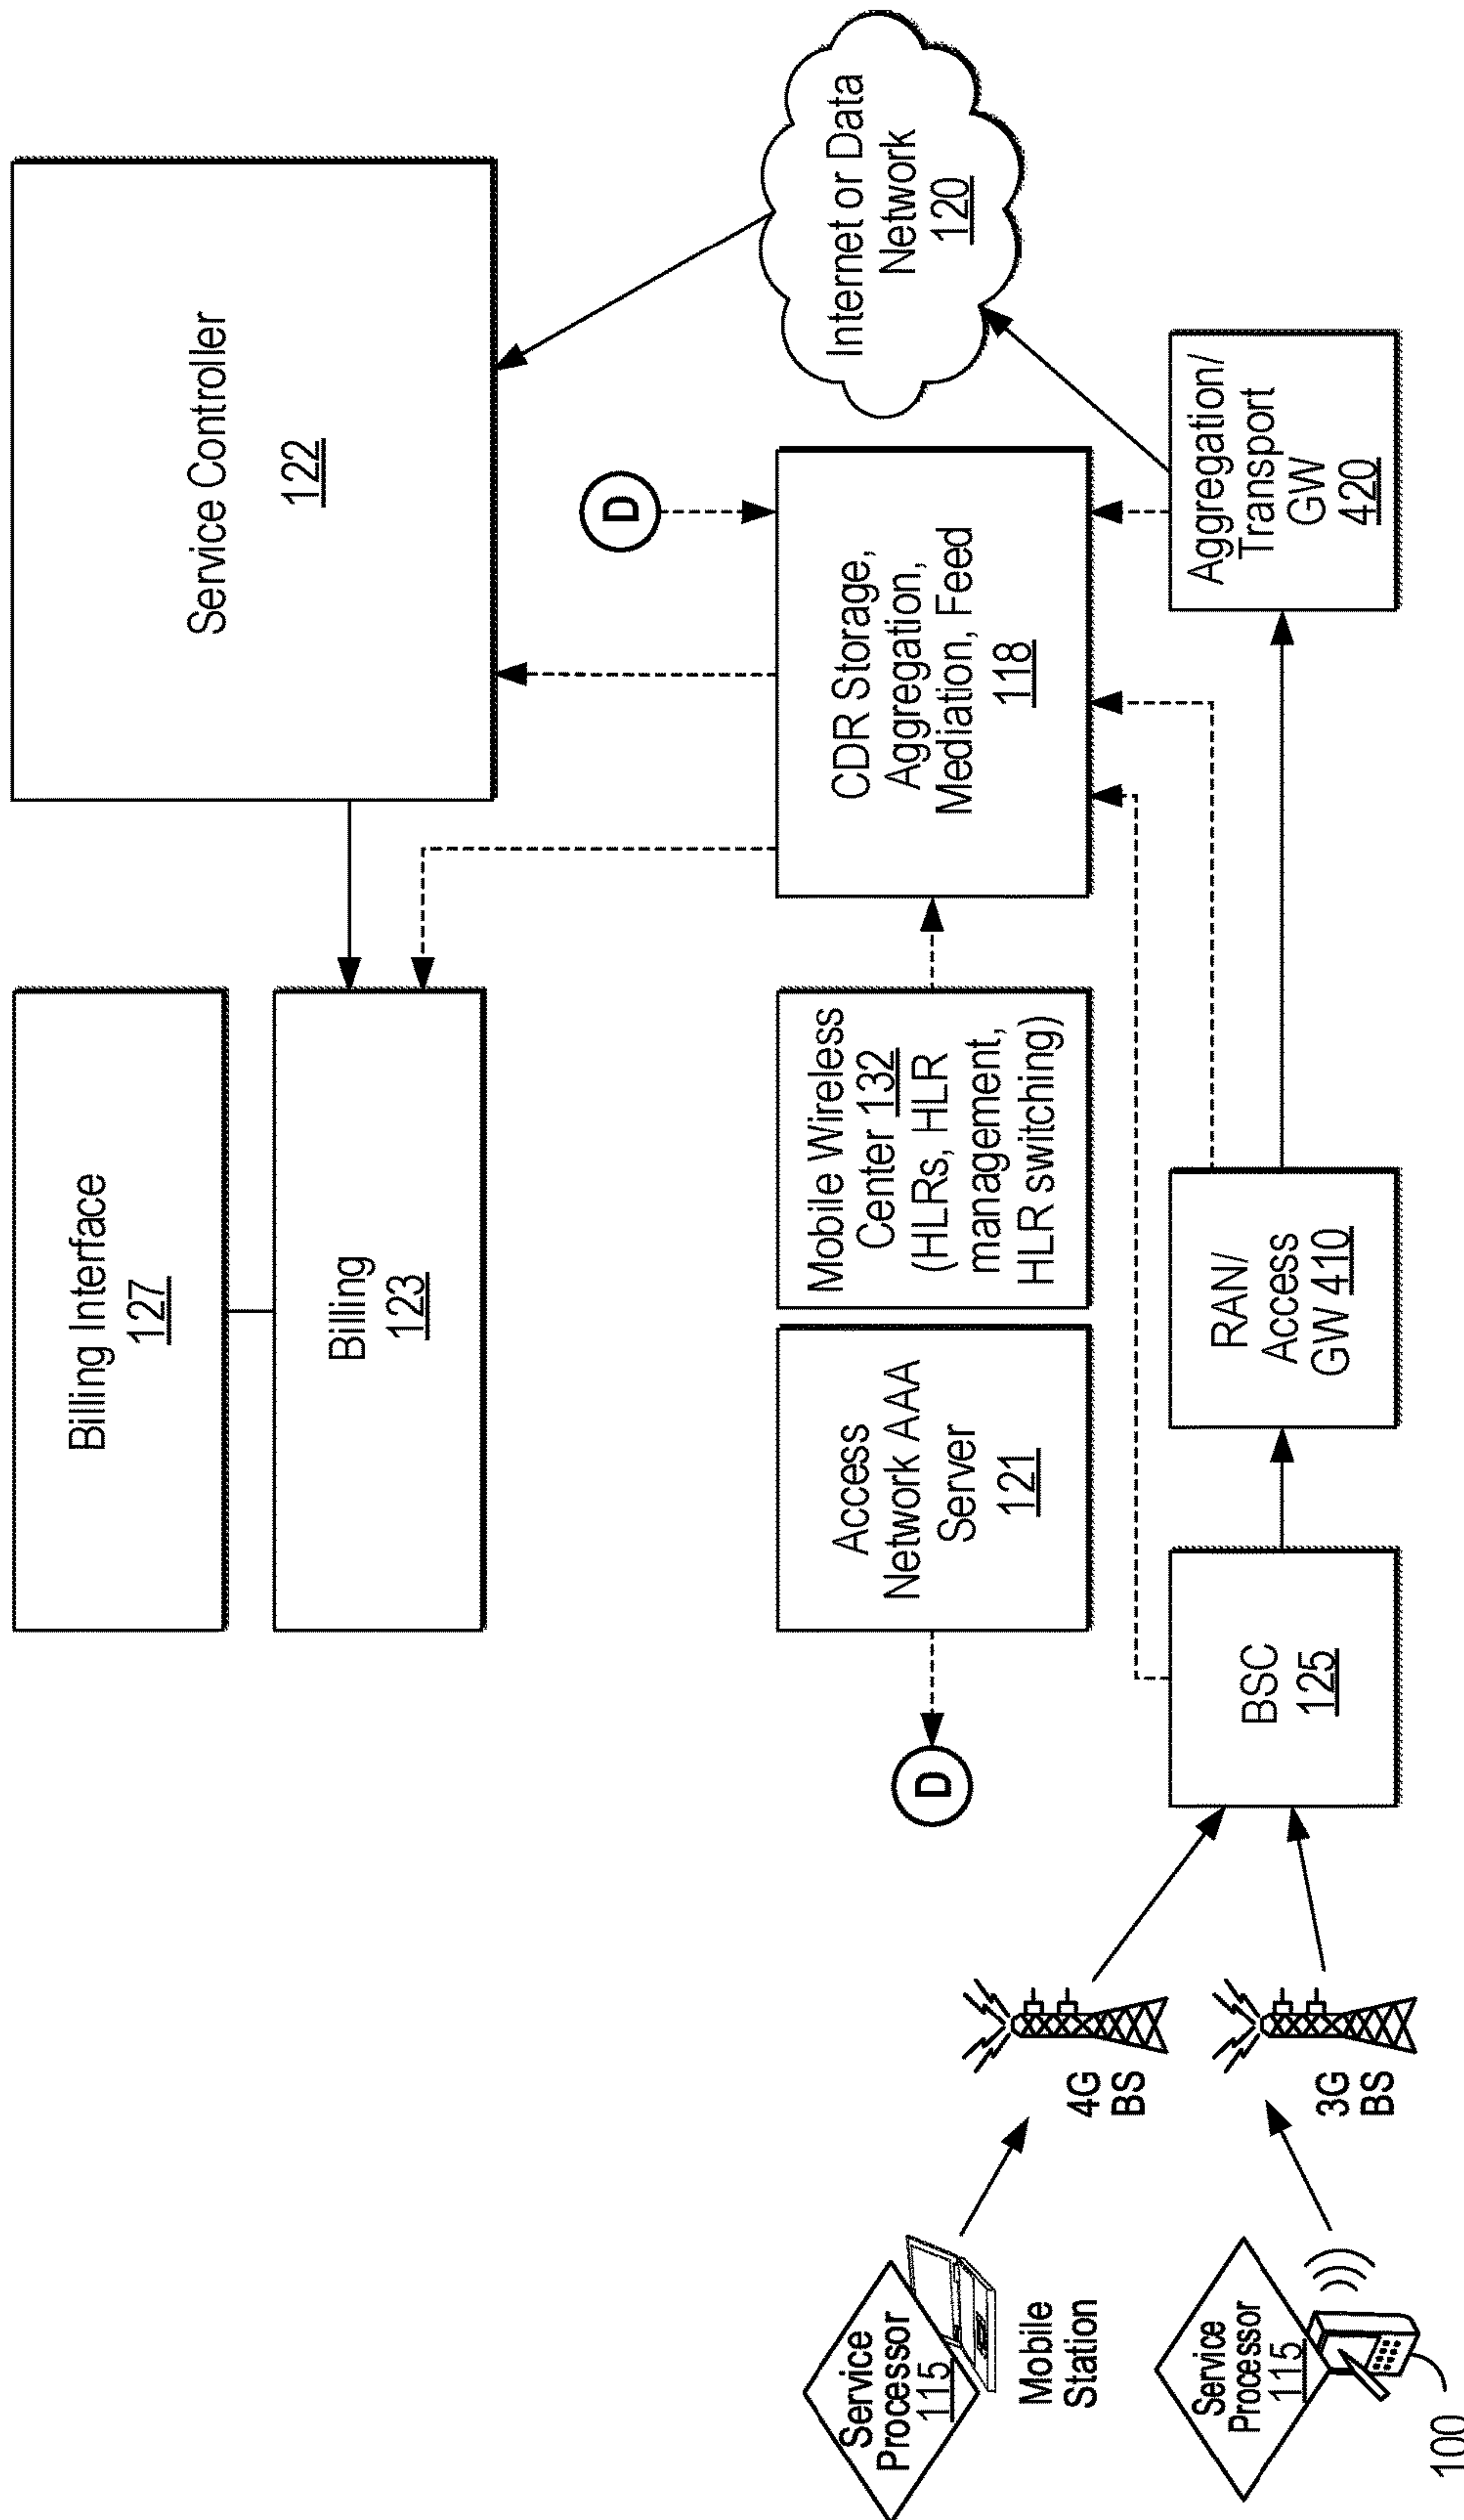 Billing Interface
127
Billing
123
Service Controller
122
Access
Network AAA
Server
121
Mobile Wireless
Center 132
(HLRs, HLR
management,
HLR switching)
CDR Storage,
Aggregation,
Mediation, Feed
118
D
D
Internet or Data
Network
120
Service
Processor
115
Mobile
Station
4G
BS
Service
Processor
115
100
3G
BS
BSC
125
RAN/
Access
GW 410
Aggregation/
Transport
GW
420